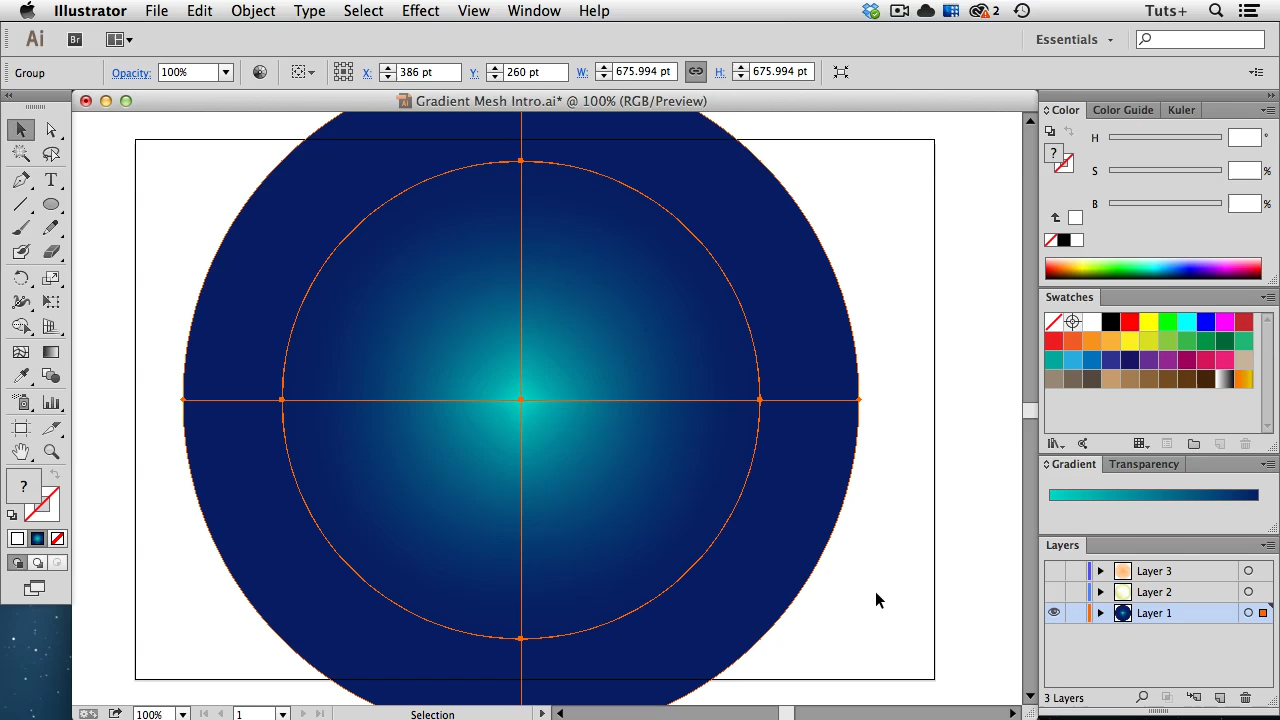 Illustrator File Edit Object Type Select Effect View Window Help 2 Tuts+
Ai Br Essentials
Group Opacity: 100% X: 386 pt Y: 260 pt W: 675.994 pt H: 675.994 pt
Gradient Mesh Intro.ai* @ 100% (RGB/Preview)
Color Color Guide Kuler
H
? S %
B %
Swatches
T
Gradient Transparency
?
Layers
Layer 3
Layer 2
Layer 1
3 Layers
100% 1 Selection